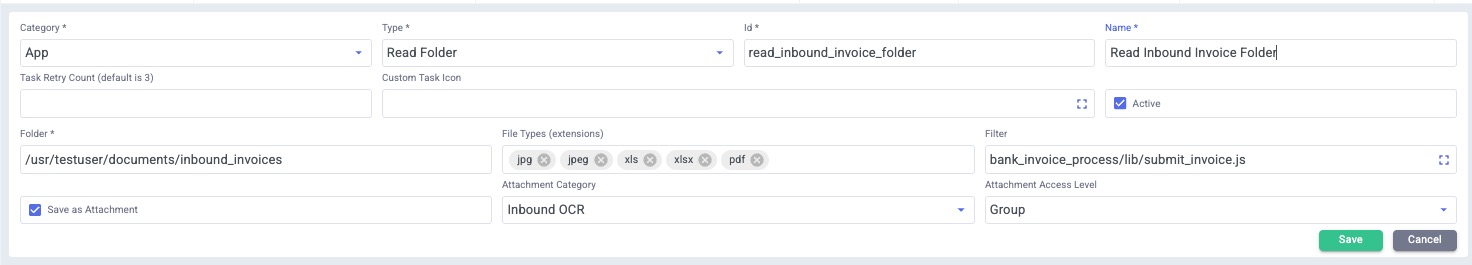 Category * Type * Id * Name *
App Read Folder read_inbound_invoice_folder Read Inbound Invoice Folder
Task Retry Count (default is 3) Custom Task Icon
Active
Folder * File Types (extensions) Filter
/usr/testuser/documents/inbound_invoices jpg jpeg xls xlsx pdf bank_invoice_process/lib/submit_invoice.js
Attachment Category Attachment Access Level
Save as Attachment Inbound OCR Group
Save Cancel